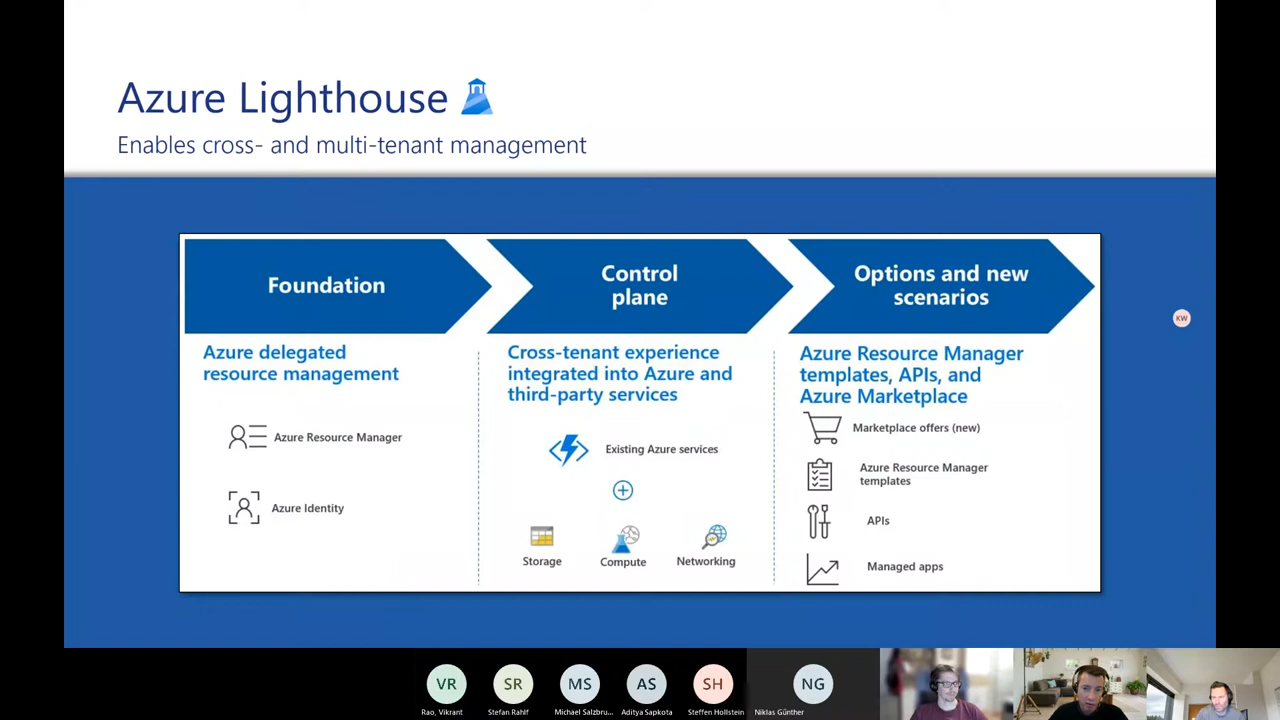 Azure Lighthouse
Enables cross- and multi-tenant management
Foundation
Control
plane
Options and new
scenarios
Azure delegated
resource management
Azure Resource Manager
Azure Identity
Cross-tenant experience
integrated into Azure and
third-party services
Existing Azure services
Storage
Compute
Networking
Azure Resource Manager
templates, APIs, and
Azure Marketplace
Marketplace offers (new)
Azure Resource Manager
templates
APIs
Managed apps
KW
VR
SR
MS
AS
SH
NG
Rao, Vikrant
Stefan Rahlf
Michael Salzbru...
Aditya Sapkota
Steffen Hollstein
Niklas Günther